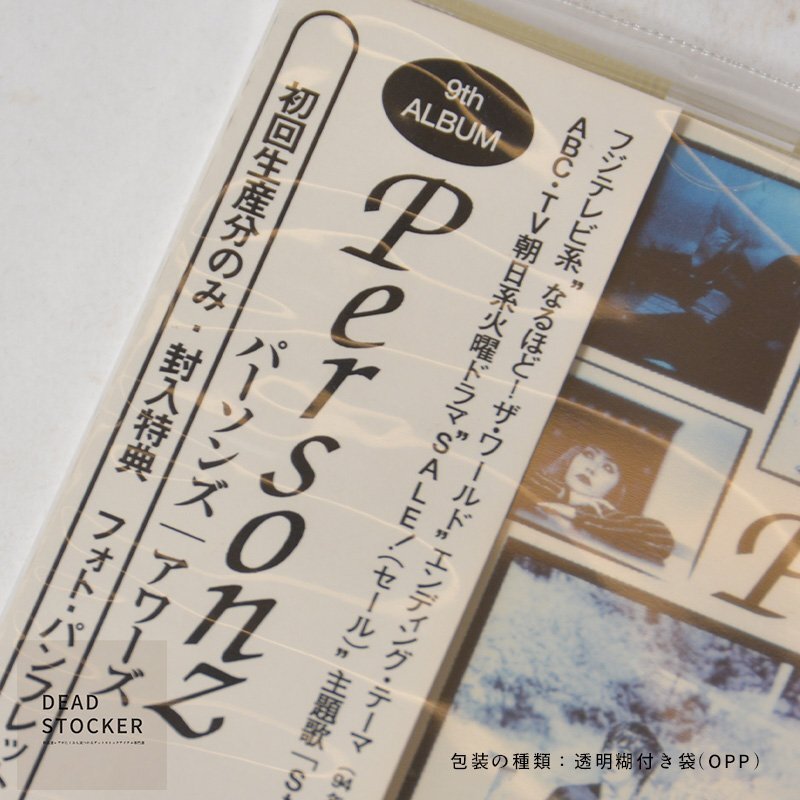 9th
ALBUM
フジテレビ系”なるほど！ザ・ワールド”エンディング・テーマ（94年
ABC・TV朝日系火曜ドラマ”SALE！（セール）”主題歌「S
Personz
パーソンズ｜アワーズ
初回生産分のみ・封入特典 フォト・パンフレット
P
DEAD
STOCKER
包装の種類：透明糊付き袋(OPP)